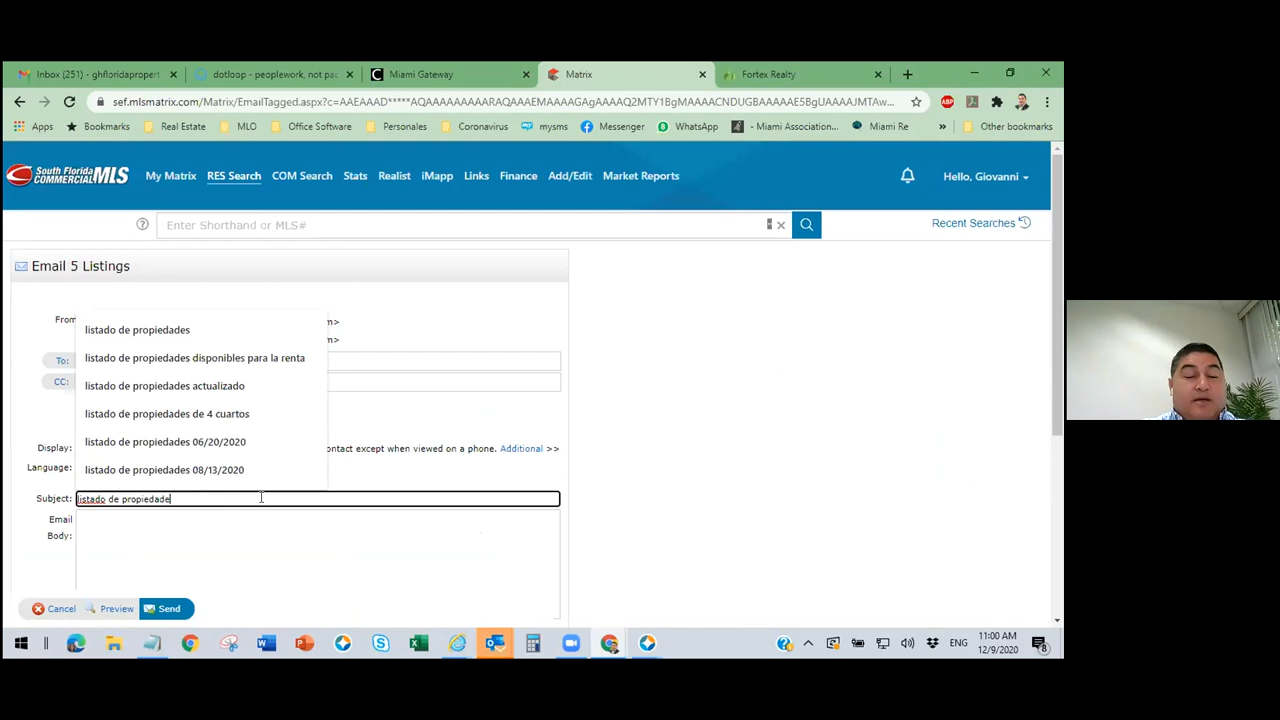 Inbox (251) - ghfloridapropert
dotloop - peoplework, not pa
Miami Gateway
Matrix
Fortex Realty
sef.mlsmatrix.com/Matrix/EmailTagged.aspx?c=AAEAAAD*****AQAAAAAAAAARAQAAAEMAAAAGAgAAAAQ2MTY1BgMAAAACNDUGBAAAAAE5BgUAAAAJMTAw...
Apps
Bookmarks
Real Estate
MLO
Office Software
Personales
Coronavirus
mysms
Messenger
WhatsApp
- Miami Association...
Miami Re
»
Other bookmarks
South Florida
COMMERCIAL MLS
My Matrix
RES Search
COM Search
Stats
Realist
iMapp
Links
Finance
Add/Edit
Market Reports
Hello, Giovanni
Enter Shorthand or MLS#
Recent Searches
Email 5 Listings
From
m>
m>
To:
CC:
listado de propiedades
listado de propiedades disponibles para la renta
listado de propiedades actualizado
listado de propiedades de 4 cuartos
listado de propiedades 06/20/2020
listado de propiedades 08/13/2020
Display:
ontact except when viewed on a phone. Additional >>
Language:
Subject: listado de propiedade
Email
Body:
Cancel
Preview
Send
ENG
11:00 AM
12/9/2020
8